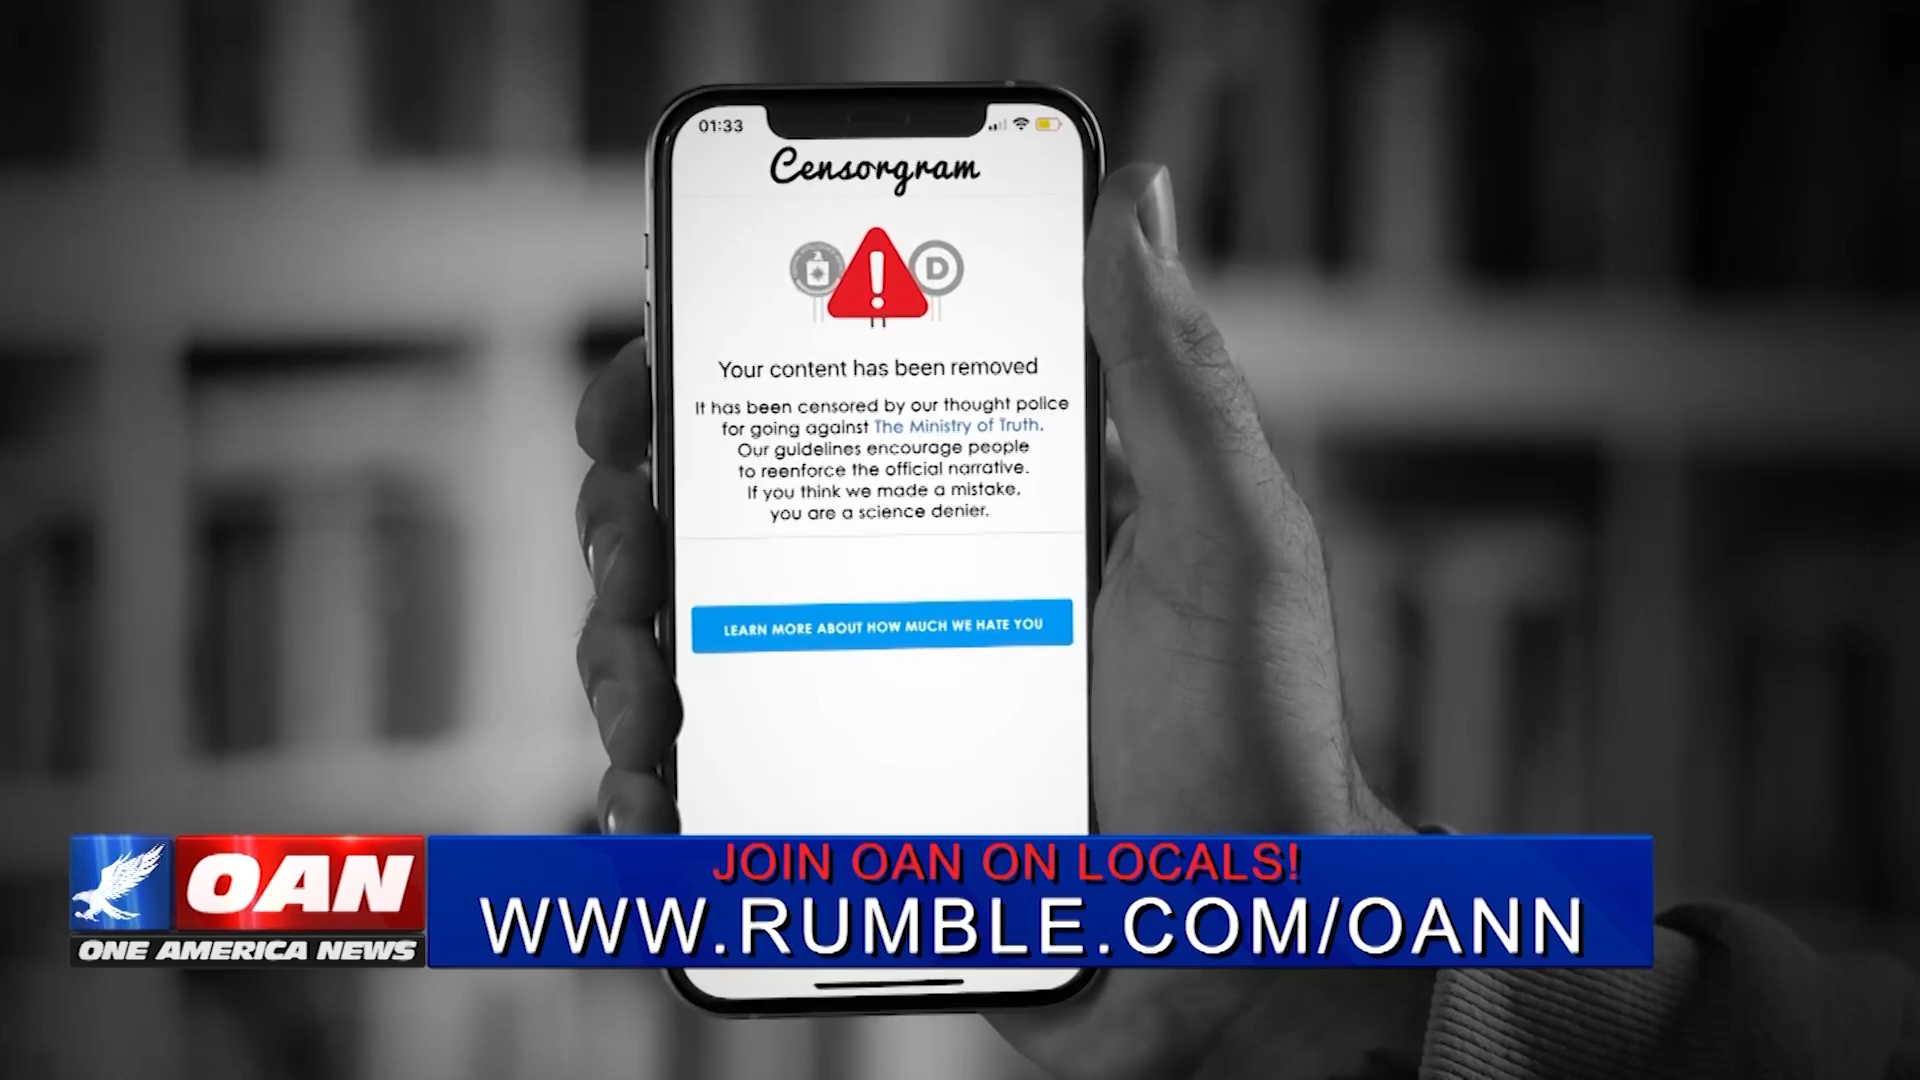 01:33
Censorgram
D
Your content has been removed
It has been censored by our thought police
for going against The Ministry of Truth.
Our guidelines encourage people
to reenforce the official narrative.
If you think we made a mistake,
you are a science denier.
LEARN MORE ABOUT HOW MUCH WE HATE YOU
JOIN OAN ON LOCALS!
OAN
WWW.RUMBLE.COM/OANN
ONE AMERICA NEWS